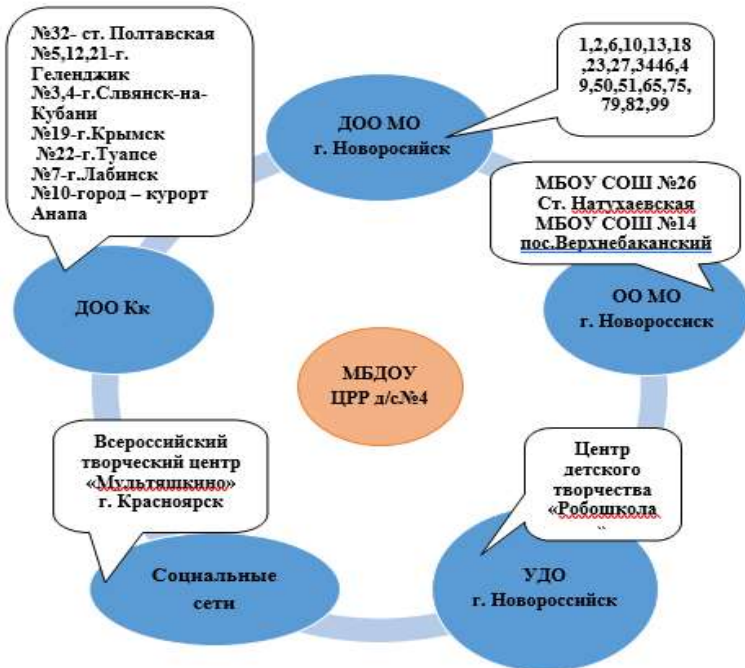 №32- ст. Полтавская
№5,12,21-г.
Геленджик
№3,4-г.Слвянск-на-
Кубани
№19-г.Крымск
№22-г.Туапсе
№7-г.Лабинск
№10-город – курорт
Анапа
1,2,6,10,13,18
,23,27,3446,4
9,50,51,65,75,
79,82,99
ДОО МО
г. Новоросийск
МБОУ СОШ №26
Ст. Натухаевская
МБОУ СОШ №14
пос.Верхнебаканский
ДОО Кк
ОО МО
г. Новоросссиск
МБДОУ
ЦРР д/с№4
Всероссийский
творческий центр
«Мультяшкино»
г. Красноярск
Центр
детского
творчества
«Робошкола
»
Социальные
сети
УДО
г. Новороссийск